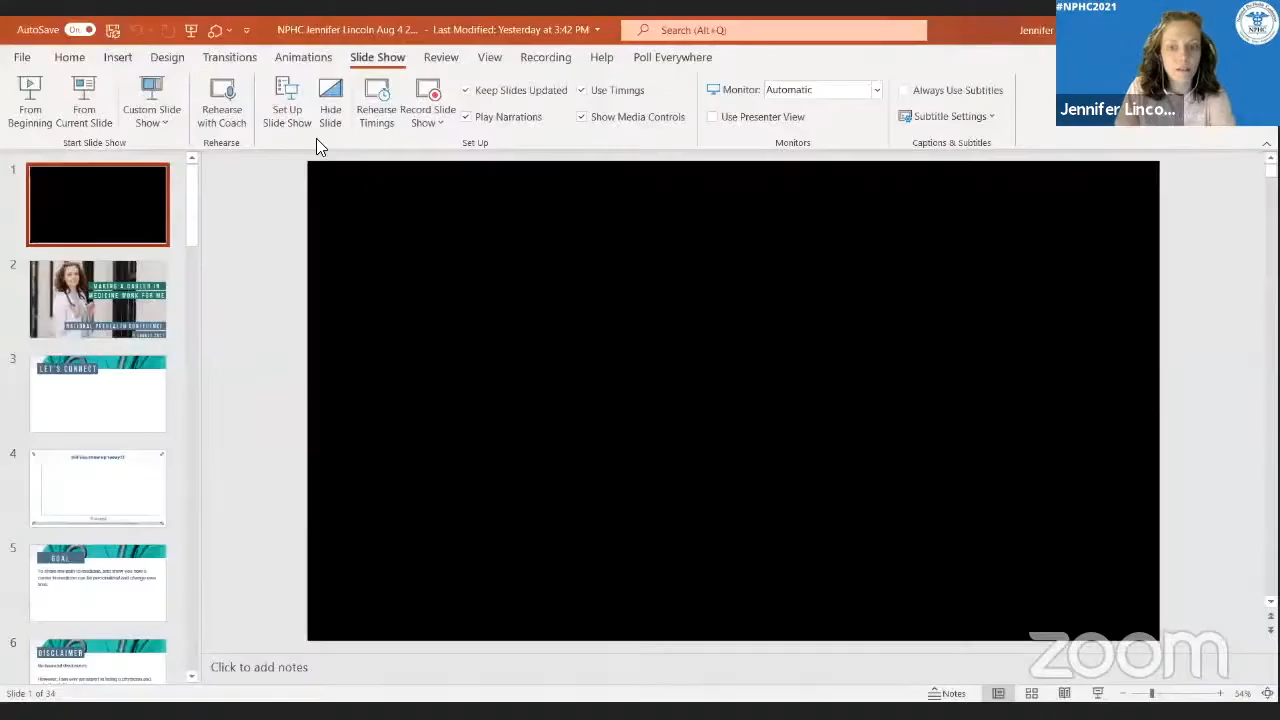 #NPHC2021
AutoSave On
NPHC Jennifer Lincoln Aug 4 2... - Last Modified: Yesterday at 3:42 PM
Search (Alt+Q)
Jennifer
File Home Insert Design Transitions Animations Slide Show Review View Recording Help Poll Everywhere
Jennifer Linco...
From Beginning
From Current Slide
Custom Slide Show
Start Slide Show
Rehearse with Coach
Rehearse
Set Up Slide Show
Hide Slide
Rehearse Timings
Record Slide Show
Keep Slides Updated
Play Narrations
Use Timings
Show Media Controls
Set Up
Monitor: Automatic
Use Presenter View
Monitors
Always Use Subtitles
Subtitle Settings
Captions & Subtitles
NPHC
1
2
MAKING A CAREER IN
MEDICINE WORK FOR ME
NATIONAL PREHEALTH CONFERENCE
3
LET'S CONNECT
4
5
GOAL
6
DISCLAIMER
No financial disclosures
Click to add notes
zoom
Slide 1 of 34
Notes
54%